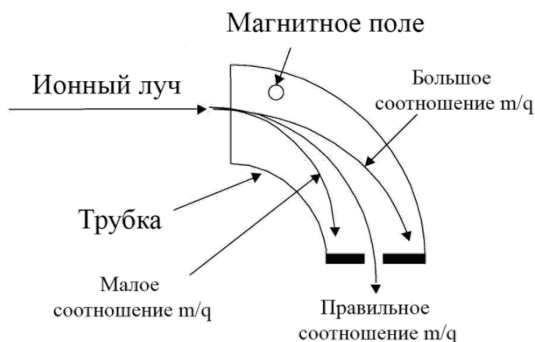 Магнитное поле
Ионный луч
Большое
соотношение m/q
Трубка
Малое
соотношение m/q
Правильное
соотношение m/q